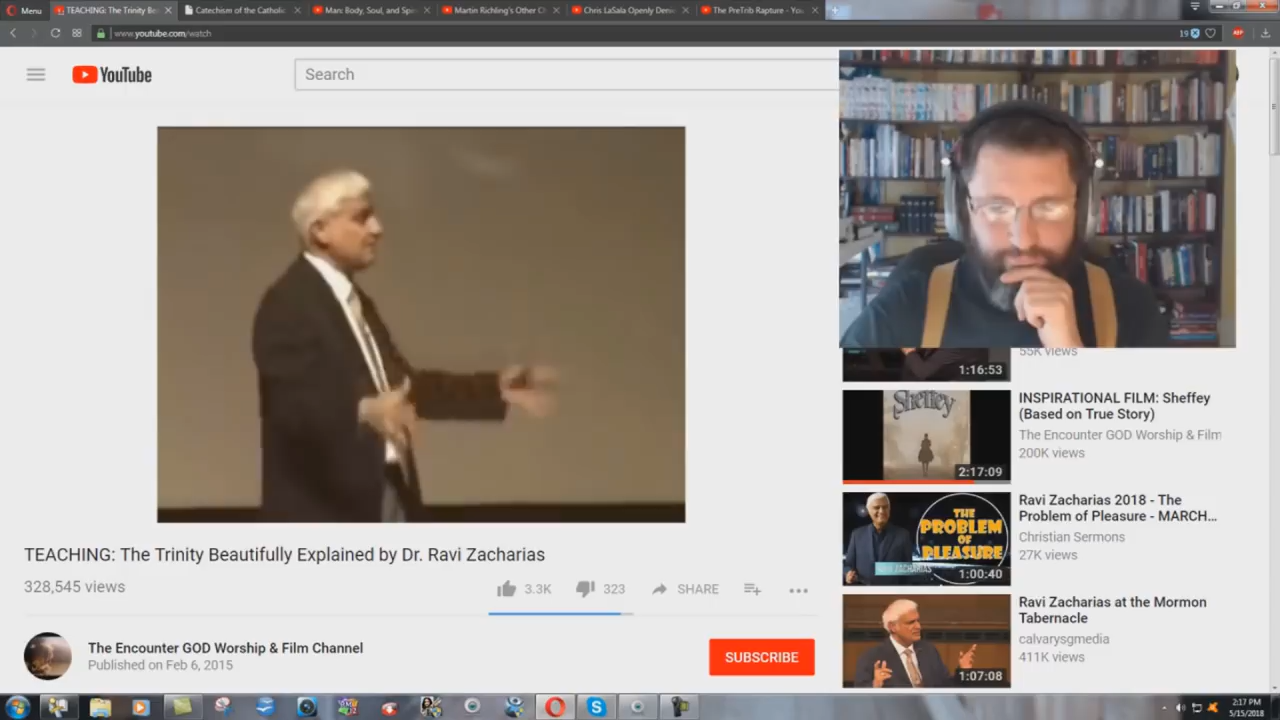 Menu
TEACHING: The Trinity Be
Catechism of the Catholic
Man: Body, Soul, and Spi
Martin Richling's Other C
Chris LaSala Openly Deni
The PreTrib Rapture - You
www.youtube.com/watch
19
ABP
YouTube
Search
55K views
1:16:53
Sheffey
2:17:09
INSPIRATIONAL FILM: Sheffey
(Based on True Story)
The Encounter GOD Worship & Film
200K views
THE
PROBLEM
OF
PLEASURE
RAVI ZACHARIAS
1:00:40
Ravi Zacharias 2018 - The
Problem of Pleasure - MARCH...
Christian Sermons
27K views
1:07:08
Ravi Zacharias at the Mormon
Tabernacle
calvarysgmedia
411K views
TEACHING: The Trinity Beautifully Explained by Dr. Ravi Zacharias
328,545 views
3.3K
323
SHARE
The Encounter GOD Worship & Film Channel
Published on Feb 6, 2015
SUBSCRIBE
2:17 PM
5/15/2018